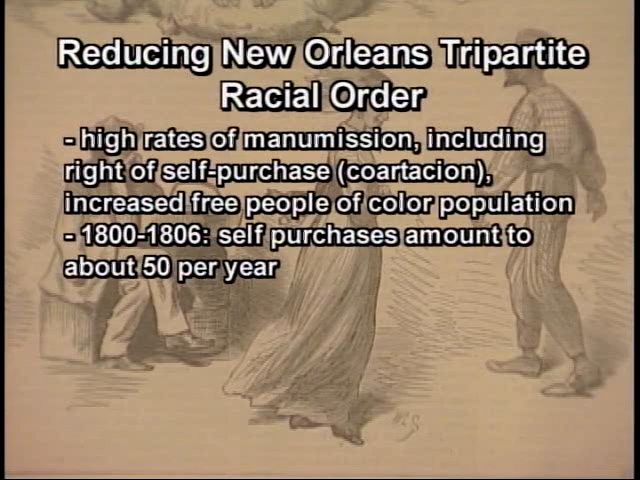 Reducing New Orleans Tripartite
Racial Order
- high rates of manumission, including
right of self-purchase (coartacion),
increased free people of color population
- 1800-1806: self purchases amount to
about 50 per year